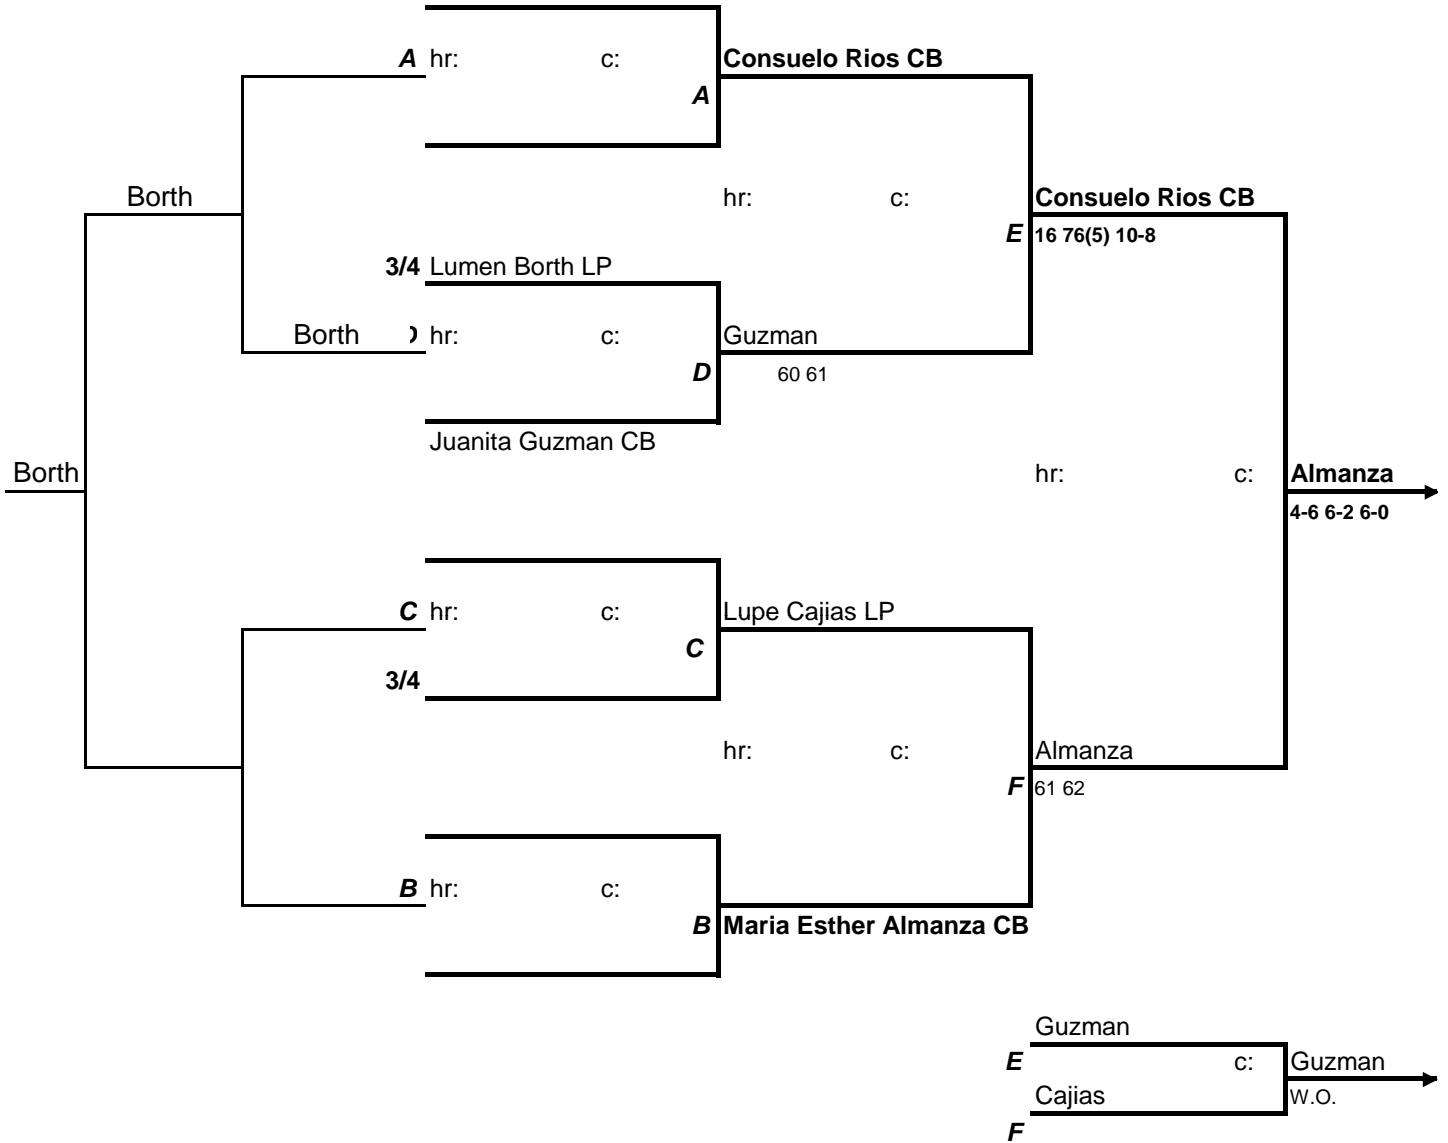 A hr: c: Consuelo Rios CB
A
Borth hr: c: Consuelo Rios CB
E 16 76(5) 10-8
3/4 Lumen Borth LP
Borth hr: c: Guzman
D 60 61
Juanita Guzman CB
Borth hr: c: Almanza
4-6 6-2 6-0
C hr: c: Lupe Cajias LP
C
3/4
hr: c: Almanza
F 61 62
B hr: c:
B Maria Esther Almanza CB
Guzman
E c: Guzman
Cajias W.O.
F